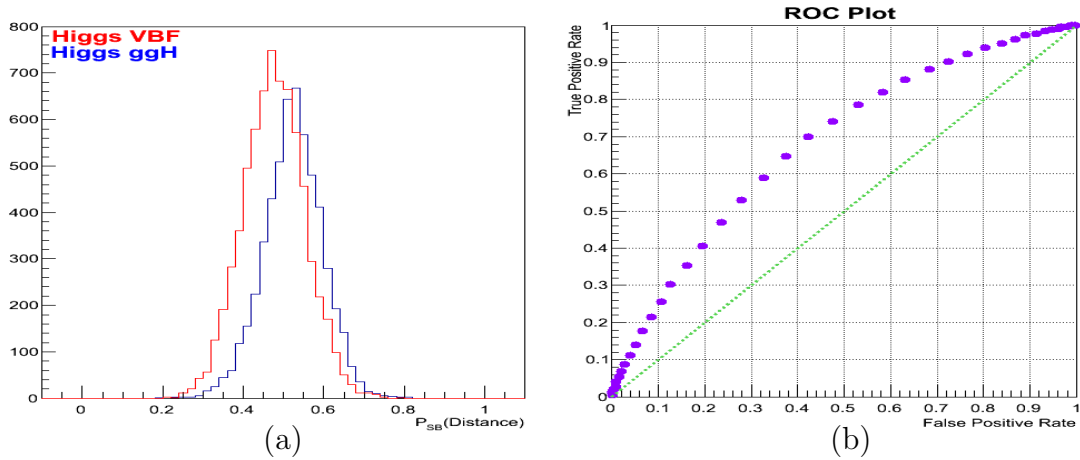 Higgs VBF
Higgs ggH
800
700
600
500
400
300
200
100
0
0 0.2 0.4 0.6 0.8 1
P_SB(Distance)
(a)
ROC Plot
True Positive Rate
1
0.9
0.8
0.7
0.6
0.5
0.4
0.3
0.2
0.1
0
0 0.1 0.2 0.3 0.4 0.5 0.6 0.7 0.8 0.9 1
False Positive Rate
(b)